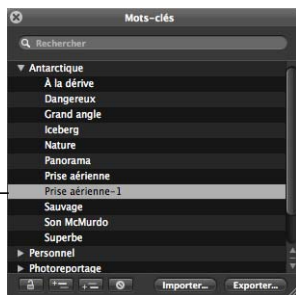 Mots-clés
Rechercher
Antarctique
À la dérive
Dangereux
Grand angle
Iceberg
Nature
Panorama
Prise aérienne
Prise aérienne-1
Sauvage
Son McMurdo
Superbe
Personnel
Photoreportage
Importer... Exporter...